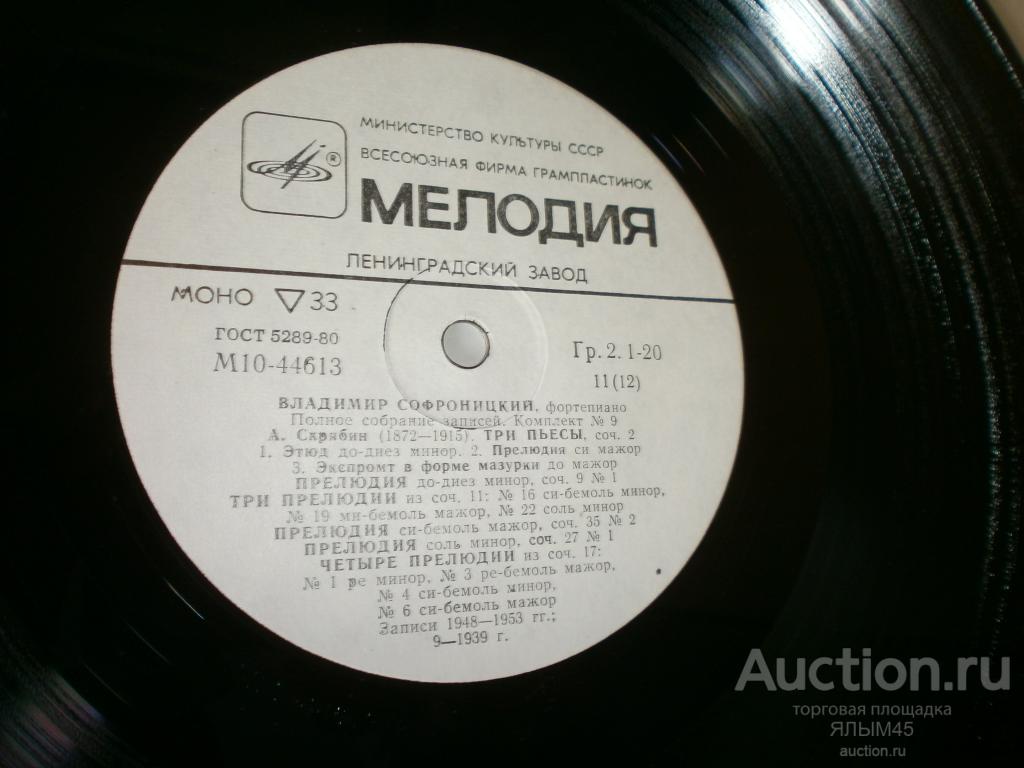 МИНИСТЕРСТВО КУЛЬТУРЫ СССР
ВСЕСОЮЗНАЯ ФИРМА ГРАМПЛАСТИНОК
®
МЕЛОДИЯ
ЛЕНИНГРАДСКИЙ ЗАВОД
МОНО ▽ 33
ГОСТ 5289-80
М10-44613
Гр. 2. 1-20
11 (12)
ВЛАДИМИР СОФРОНИЦКИЙ, фортепиано
Полное собрание записей. Комплект № 9
А. Скрябин (1872—1915). ТРИ ПЬЕСЫ, соч. 2
1. Этюд до-диез минор. 2. Прелюдия си мажор
3. Экспромт в форме мазурки до мажор
ПРЕЛЮДИЯ до-диез минор, соч. 9 № 1
ТРИ ПРЕЛЮДИИ из соч. 11: № 16 си-бемоль минор,
№ 19 ми-бемоль мажор, № 22 соль минор
ПРЕЛЮДИЯ си-бемоль мажор, соч. 35 № 2
ПРЕЛЮДИЯ соль минор, соч. 27 № 1
ЧЕТЫРЕ ПРЕЛЮДИИ из соч. 17:
№ 1 ре минор, № 3 ре-бемоль мажор,
№ 4 си-бемоль минор,
№ 6 си-бемоль мажор
Записи 1948—1953 гг.;
9—1939 г.
Auction.ru
торговая площадка
ЯЛЫМ45
auction.ru